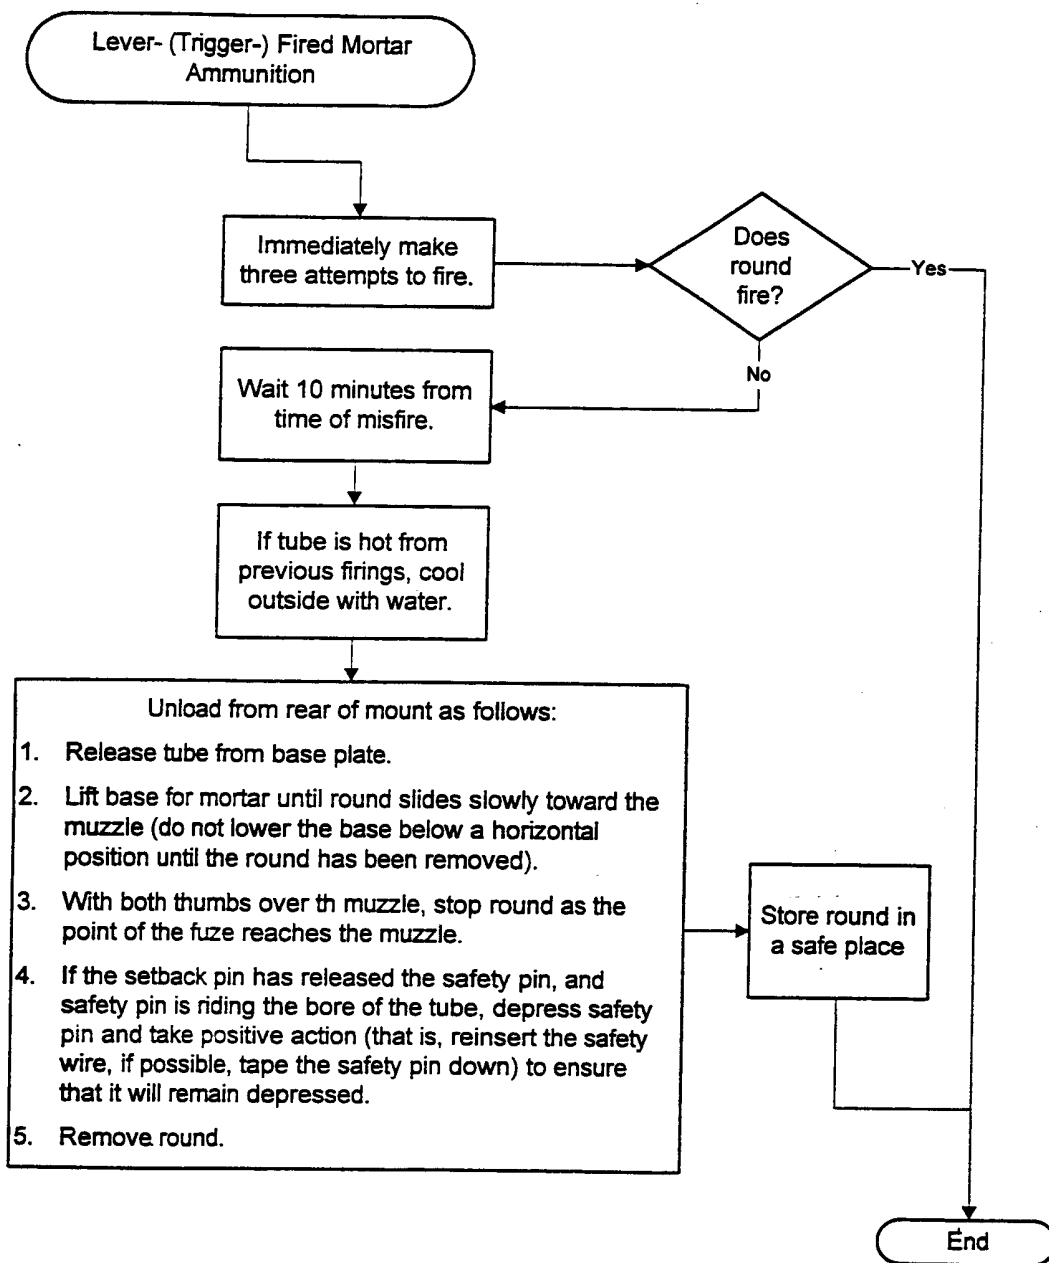 Lever- (Trigger-) Fired Mortar
Ammunition
Immediately make
three attempts to fire.
Does
round
fire?
Yes
No
Wait 10 minutes from
time of misfire.
If tube is hot from
previous firings, cool
outside with water.
Unload from rear of mount as follows:
1. Release tube from base plate.
2. Lift base for mortar until round slides slowly toward the
muzzle (do not lower the base below a horizontal
position until the round has been removed).
3. With both thumbs over th muzzle, stop round as the
point of the fuze reaches the muzzle.
4. If the setback pin has released the safety pin, and
safety pin is riding the bore of the tube, depress safety
pin and take positive action (that is, reinsert the safety
wire, if possible, tape the safety pin down) to ensure
that it will remain depressed.
5. Remove round.
Store round in
a safe place
End